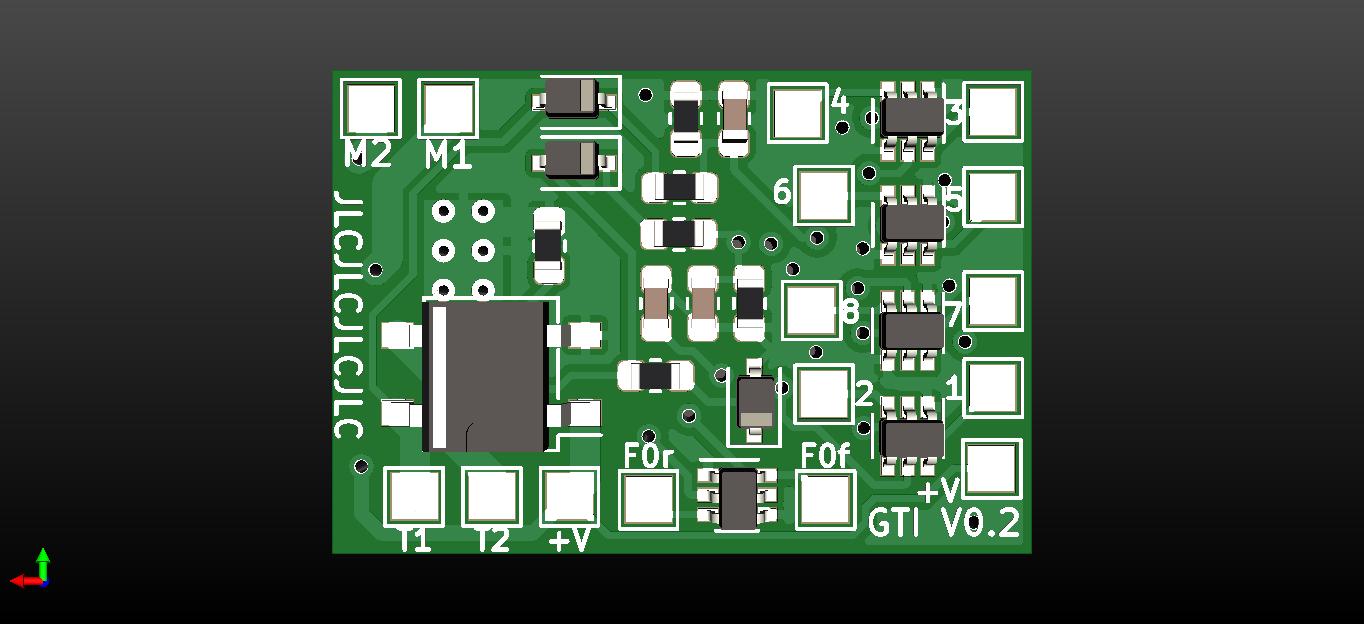 M2 M1 4 3
6 5
JLCJLCJLCJLC
8 7
2 1
F0r F0f
+V
T1 T2 +V
GTI V0.2